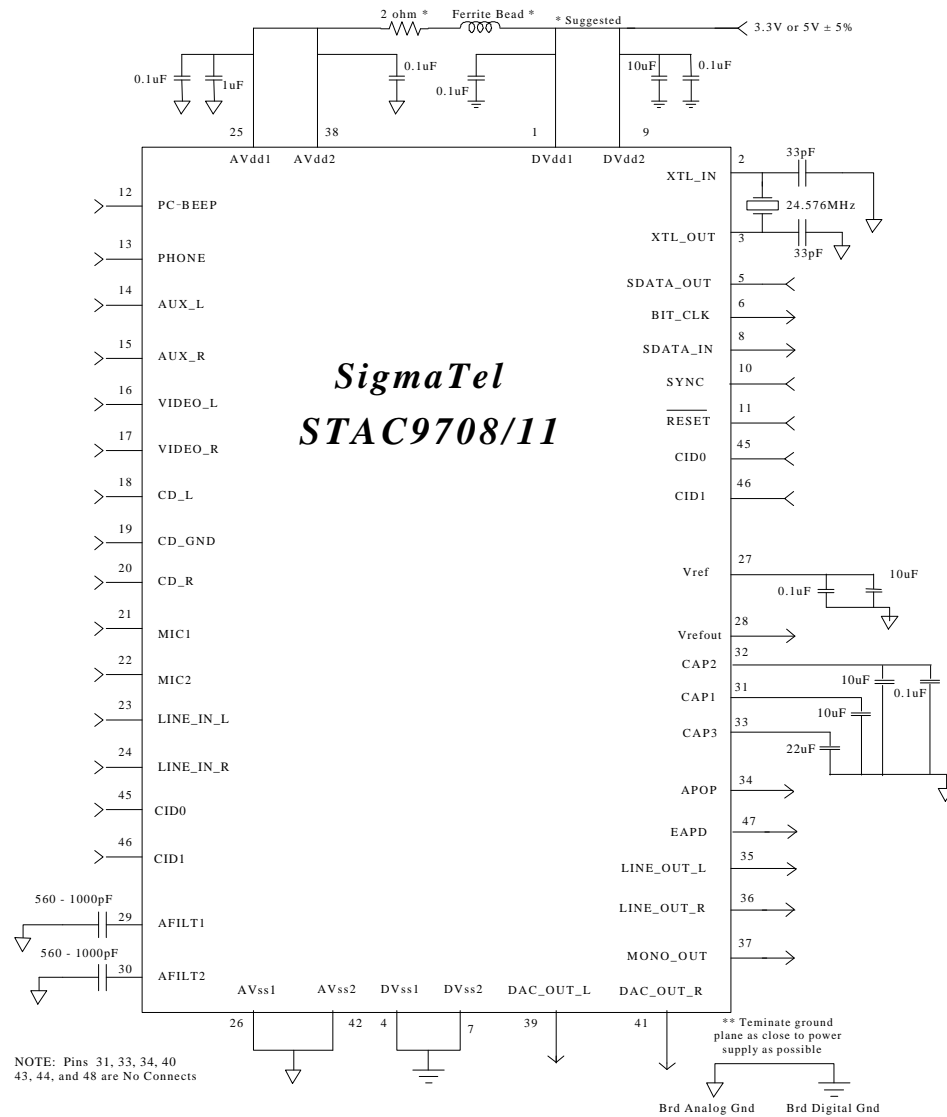 2 ohm * Ferrite Bead * Suggested
3.3V or 5V ± 5%
0.1uF 1uF 0.1uF 0.1uF 10uF 0.1uF
25 38 1 9
AVdd1 AVdd2 DVdd1 DVdd2
12 PC-BEEP
13 PHONE
14 AUX_L
15 AUX_R
16 VIDEO_L
17 VIDEO_R
18 CD_L
19 CD_GND
20 CD_R
21 MIC1
22 MIC2
23 LINE_IN_L
24 LINE_IN_R
45 CID0
46 CID1
560 - 1000pF
29 AFILT1
560 - 1000pF
30 AFILT2
SigmaTel
STAC9708/11
XTL_IN 2 33pF
24.576MHz
XTL_OUT 3 33pF
SDATA_OUT 5
BIT_CLK 6
SDATA_IN 8
SYNC 10
RESET 11
CID0 45
CID1 46
Vref 27
0.1uF 10uF
Vrefout 28
CAP2 32
10uF 0.1uF
CAP1 31
10uF
CAP3 33
22uF
APOP 34
EAPD 47
LINE_OUT_L 35
LINE_OUT_R 36
MONO_OUT 37
AVss1 AVss2 DVss1 DVss2 DAC_OUT_L DAC_OUT_R
26 42 4 7 39 41
NOTE: Pins 31, 33, 34, 40
43, 44, and 48 are No Connects
** Teminate ground
plane as close to power
supply as possible
Brd Analog Gnd Brd Digital Gnd